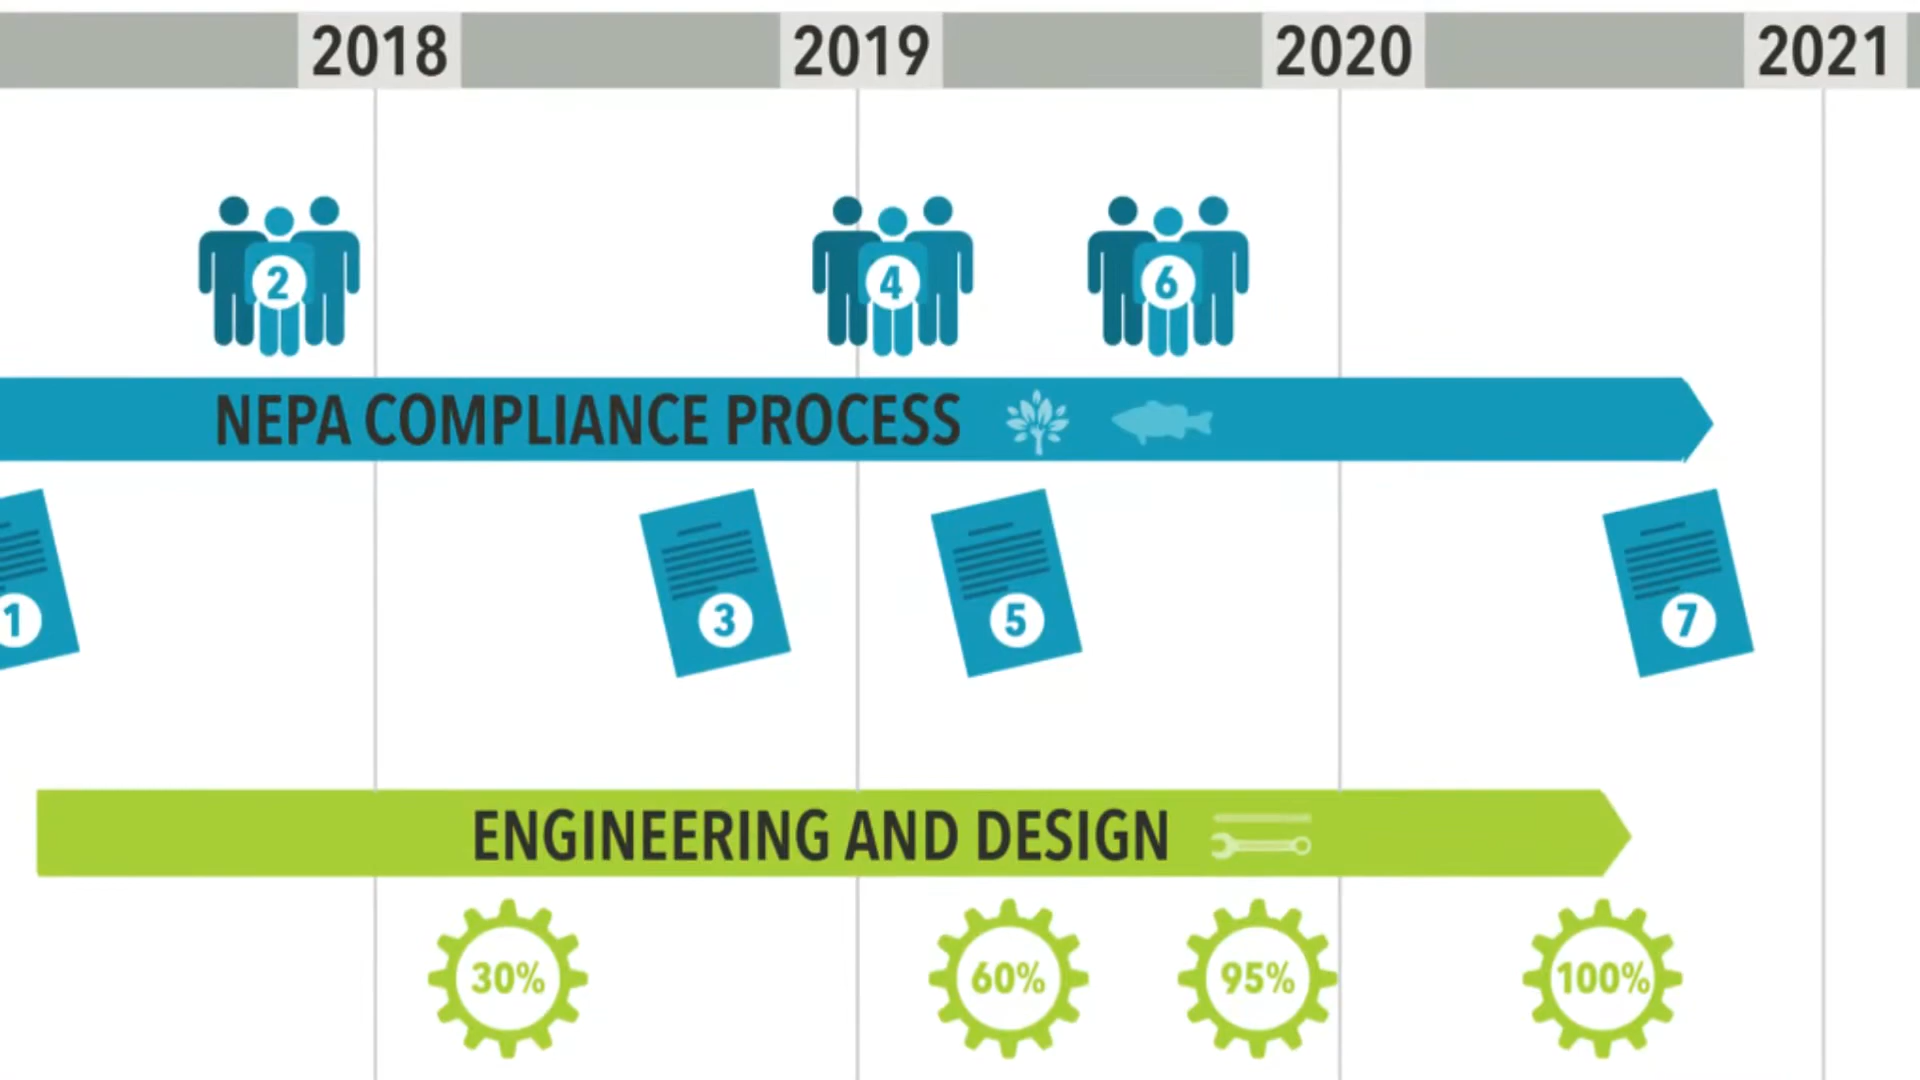 2018 2019 2020 2021
2 4 6
NEPA COMPLIANCE PROCESS
1 3 5 7
ENGINEERING AND DESIGN
30% 60% 95% 100%